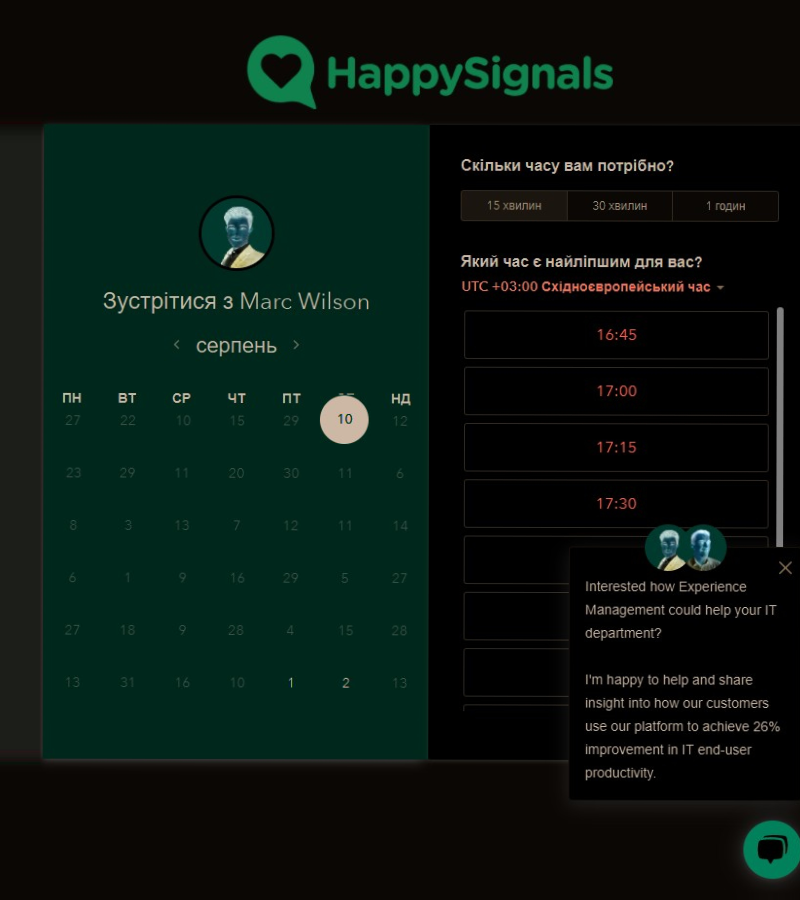 HappySignals
Зустрітися з Marc Wilson
серпень
ПН ВТ СР ЧТ ПТ НД
27 22 10 15 29 10 12
23 29 11 20 30 11 6
8 3 13 7 12 11 14
6 1 9 16 29 5 27
27 18 9 28 4 15 28
13 31 16 10 1 2 13
Скільки часу вам потрібно?
15 хвилин 30 хвилин 1 годин
Який час є найліпшим для вас?
UTC +03:00 Східноєвропейський час
16:45
17:00
17:15
17:30
Interested how Experience
Management could help your IT
department?
I'm happy to help and share
insight into how our customers
use our platform to achieve 26%
improvement in IT end-user
productivity.